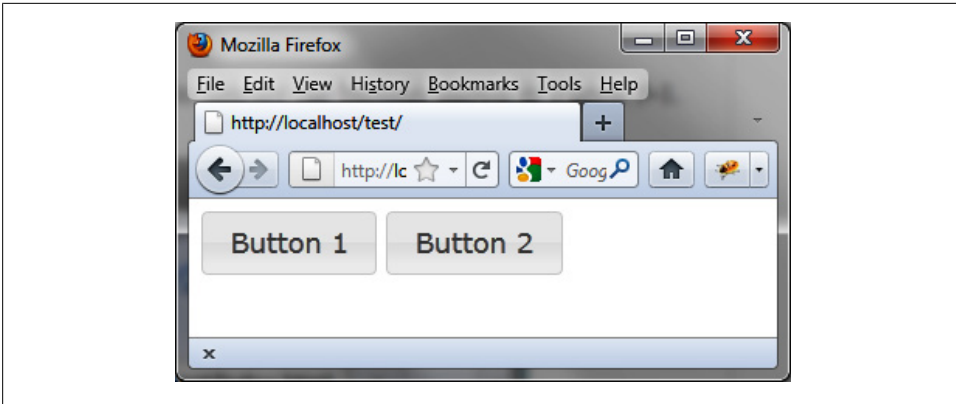 Mozilla Firefox
File Edit View History Bookmarks Tools Help
http://localhost/test/
http://lc Goog
Button 1 Button 2